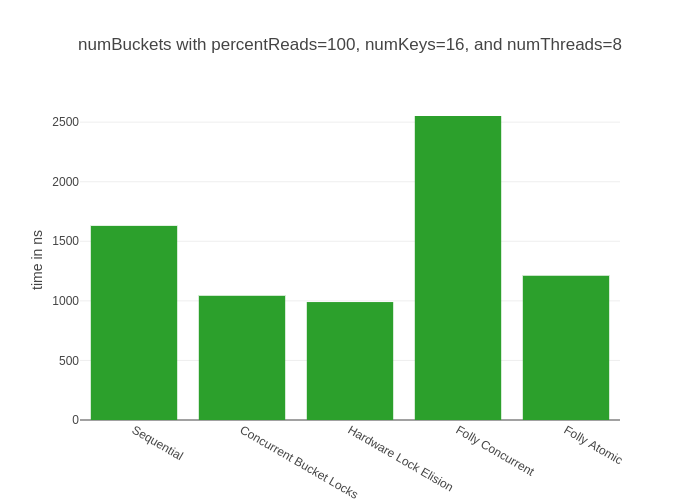 numBuckets with percentReads=100, numKeys=16, and numThreads=8
time in ns
2500
2000
1500
1000
500
0
Sequential
Concurrent Bucket Locks
Hardware Lock Elision
Folly Concurrent
Folly Atomic